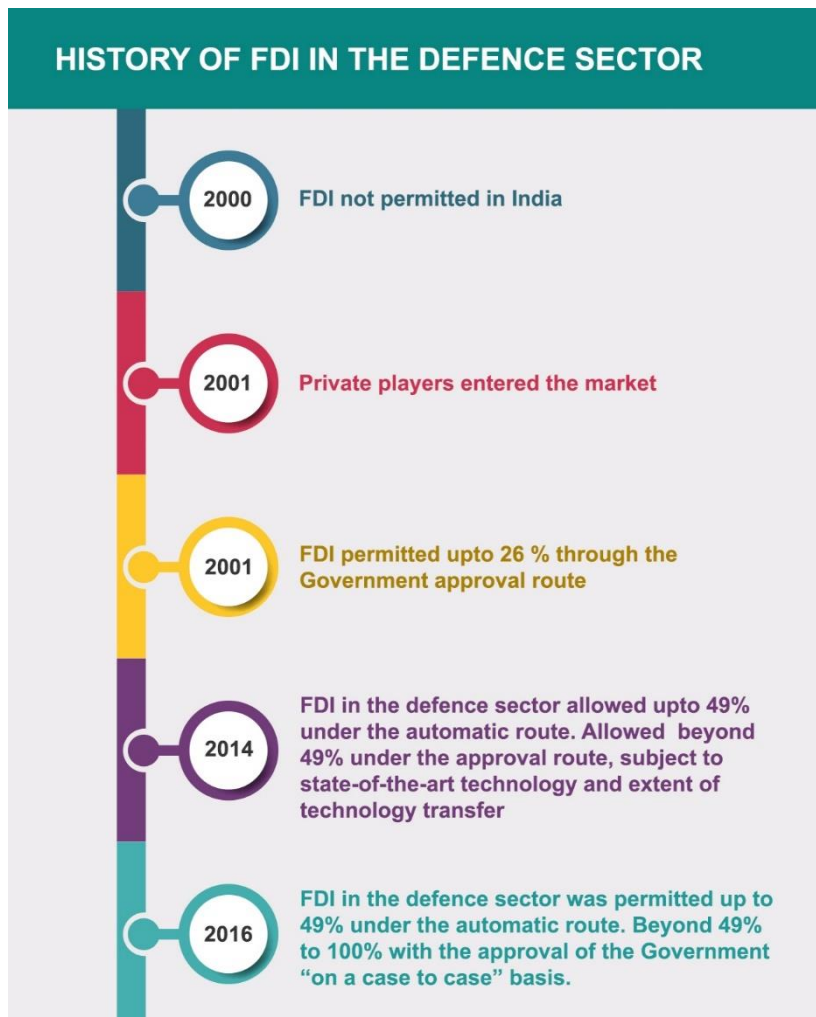 HISTORY OF FDI IN THE DEFENCE SECTOR
2000
FDI not permitted in India
2001
Private players entered the market
2001
FDI permitted upto 26 % through the
Government approval route
2014
FDI in the defence sector allowed upto 49%
under the automatic route. Allowed beyond
49% under the approval route, subject to
state-of-the-art technology and extent of
technology transfer
2016
FDI in the defence sector was permitted up to
49% under the automatic route. Beyond 49%
to 100% with the approval of the Government
“on a case to case” basis.